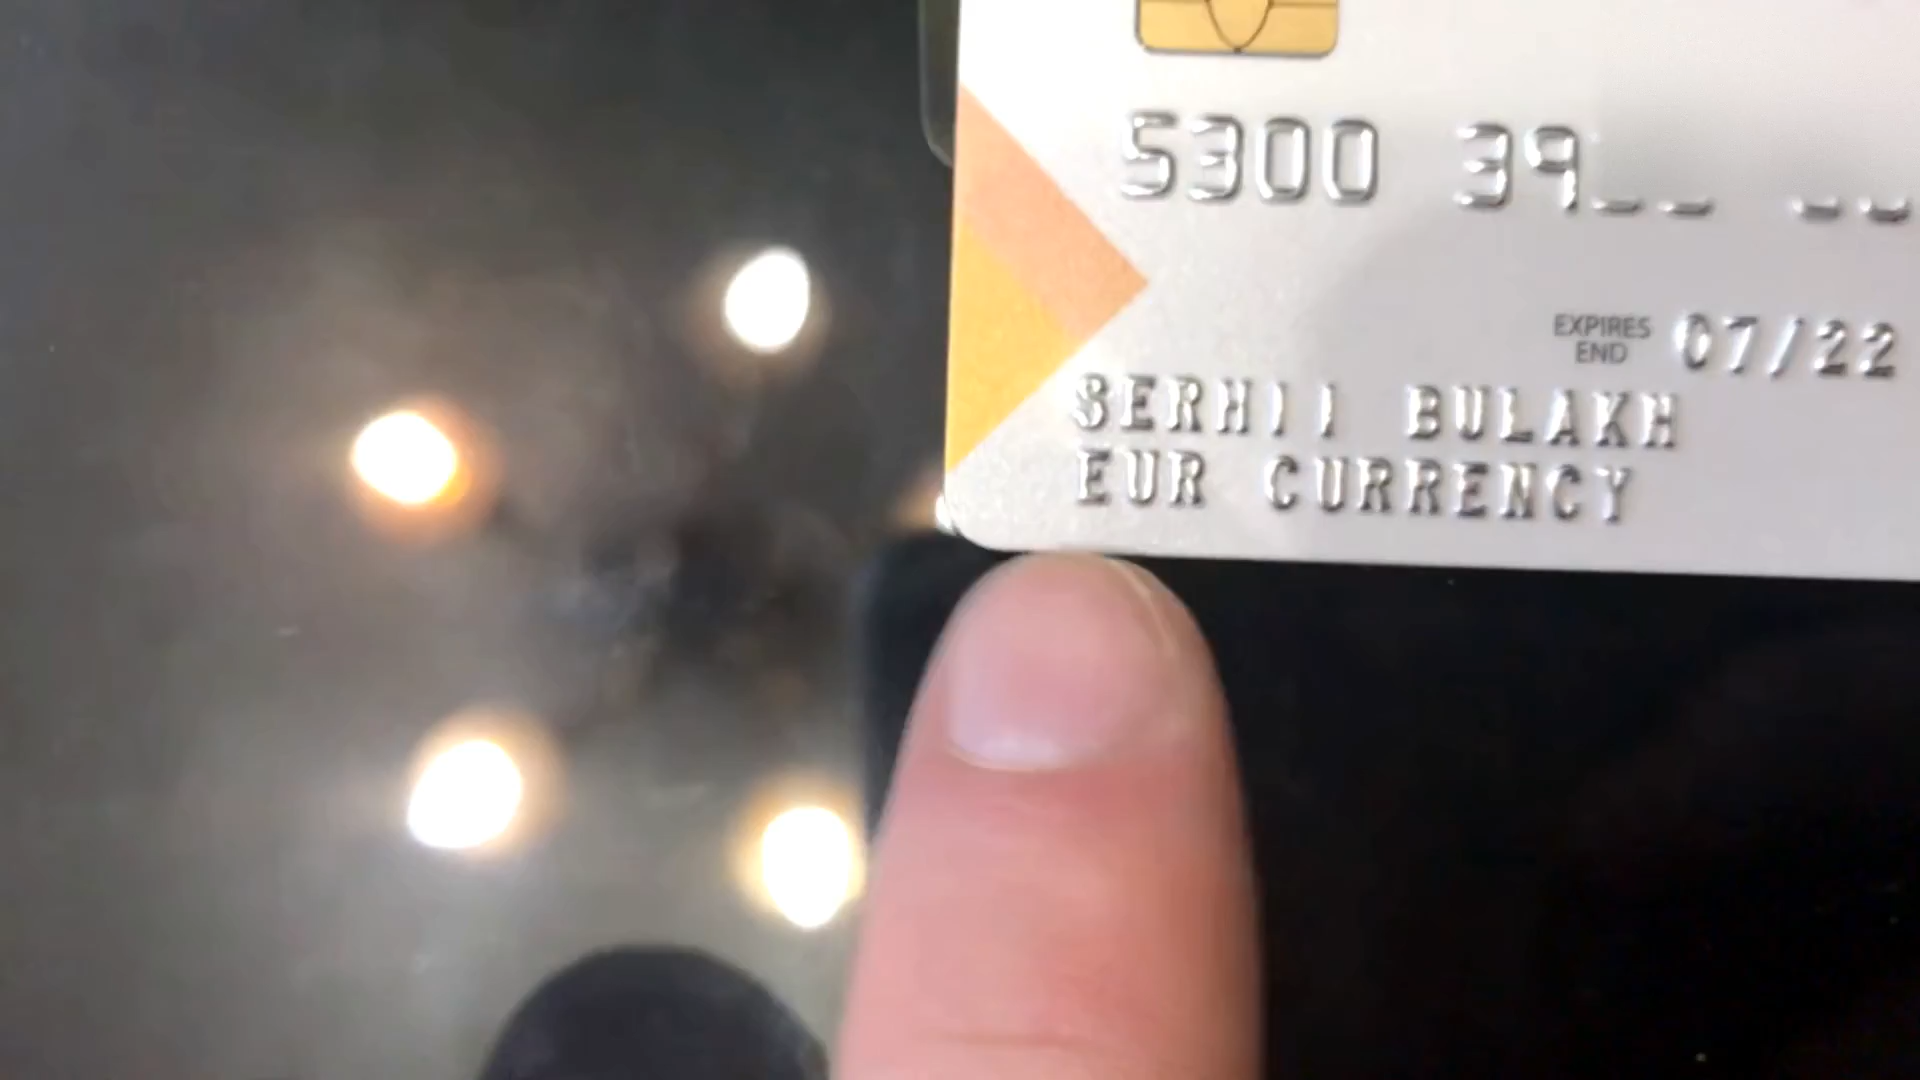 5300 39
EXPIRES
END
07/22
SERHII BULAKH
EUR CURRENCY